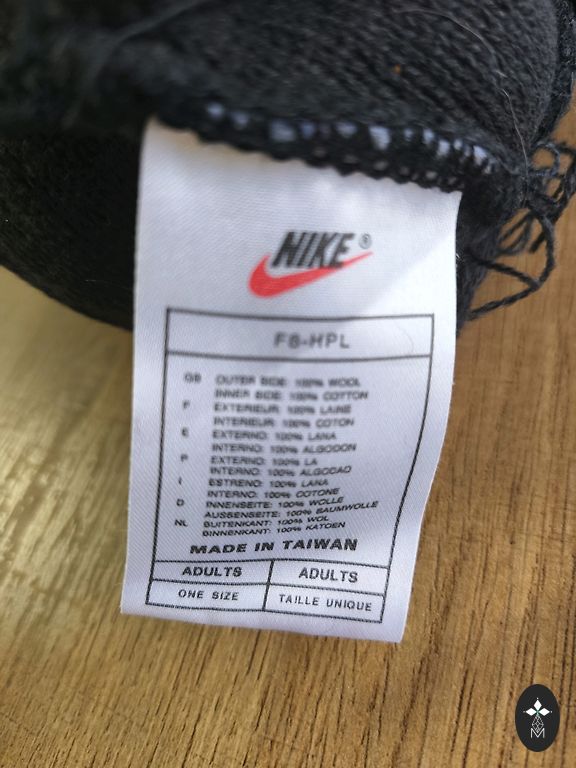 NIKE®
F8-HPL
GB OUTER SIDE: 100% WOOL
INNER SIDE: 100% COTTON
F EXTERIEUR: 100% LAINE
INTERIEUR: 100% COTON
E EXTERNO: 100% LANA
INTERNO: 100% ALGODON
P EXTERNO: 100% LA
INTERNO: 100% ALGODAO
I ESTRENO: 100% LANA
INTERNO: 100% COTONE
D INNENSEITE: 100% WOLLE
AUSSENSEITE: 100% BAUMWOLLE
NL BUITENKANT: 100% WOL
BINNENKANT: 100% KATOEN
MADE IN TAIWAN
ADULTS ADULTS
ONE SIZE TAILLE UNIQUE
M